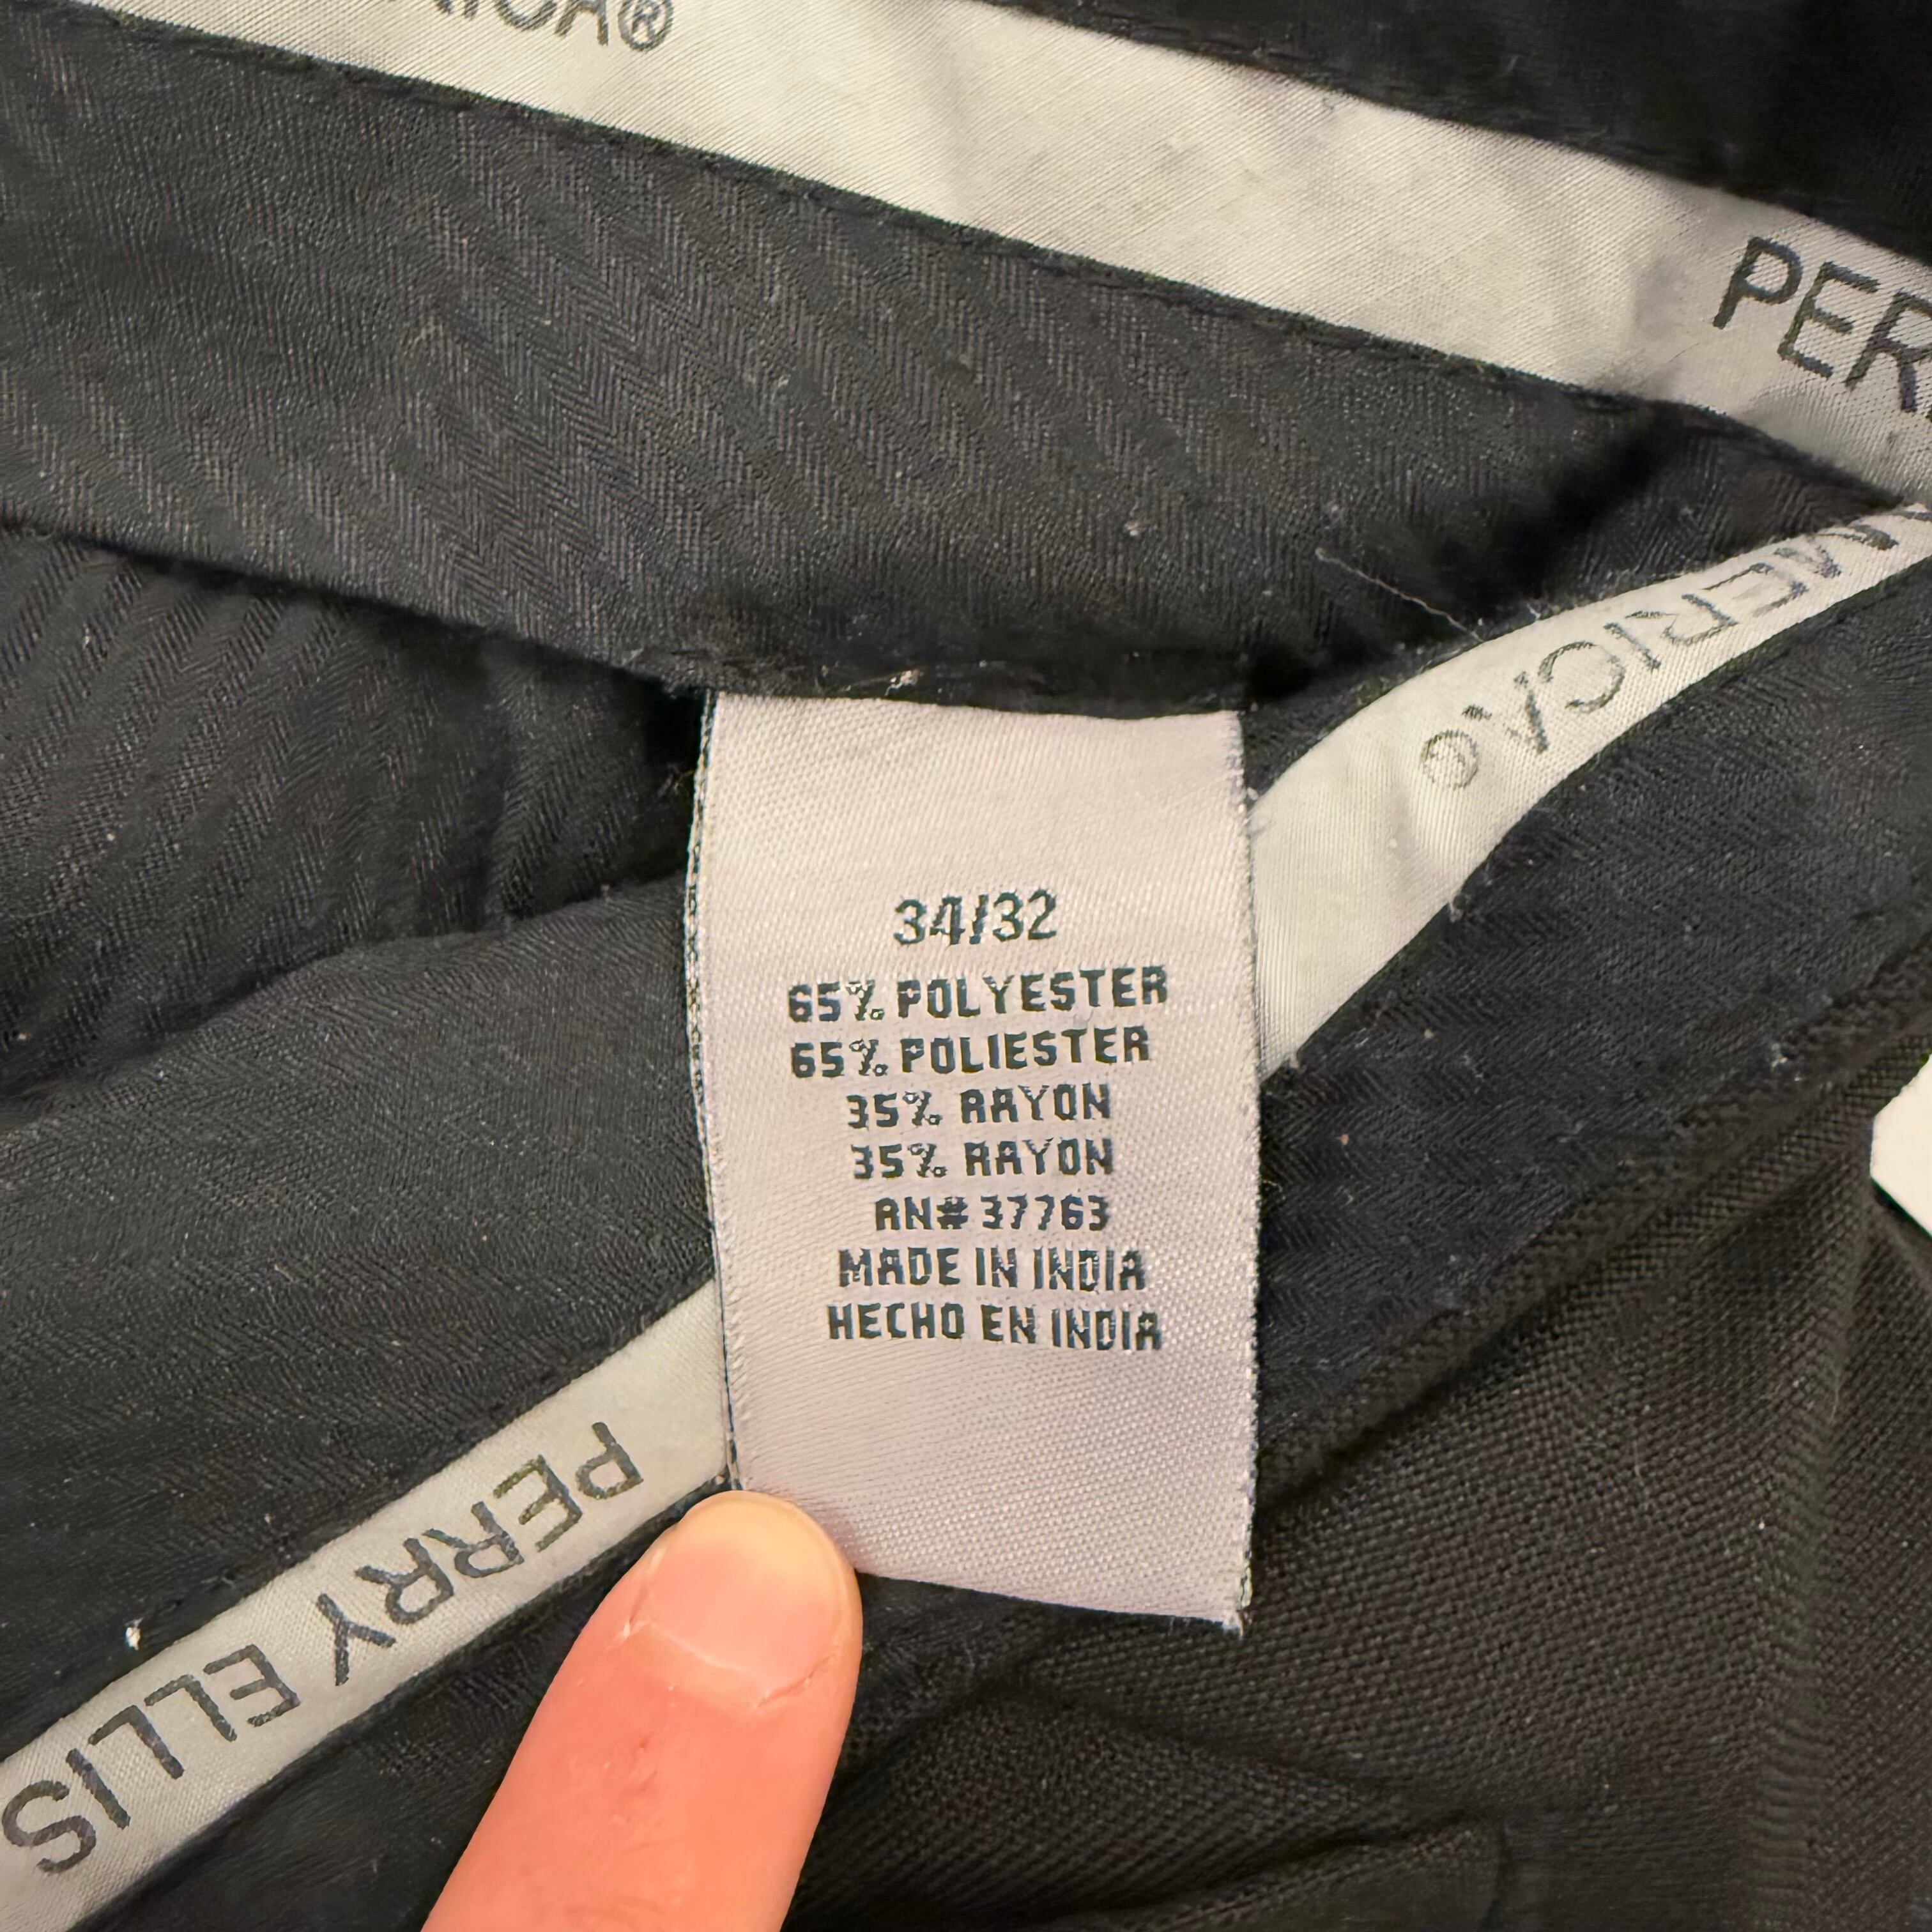 RICA®
PER
AMERICA®
34/32
65% POLYESTER
65% POLIESTER
35% RAYON
35% RAYON
RN# 37763
MADE IN INDIA
HECHO EN INDIA
PERRY ELLIS